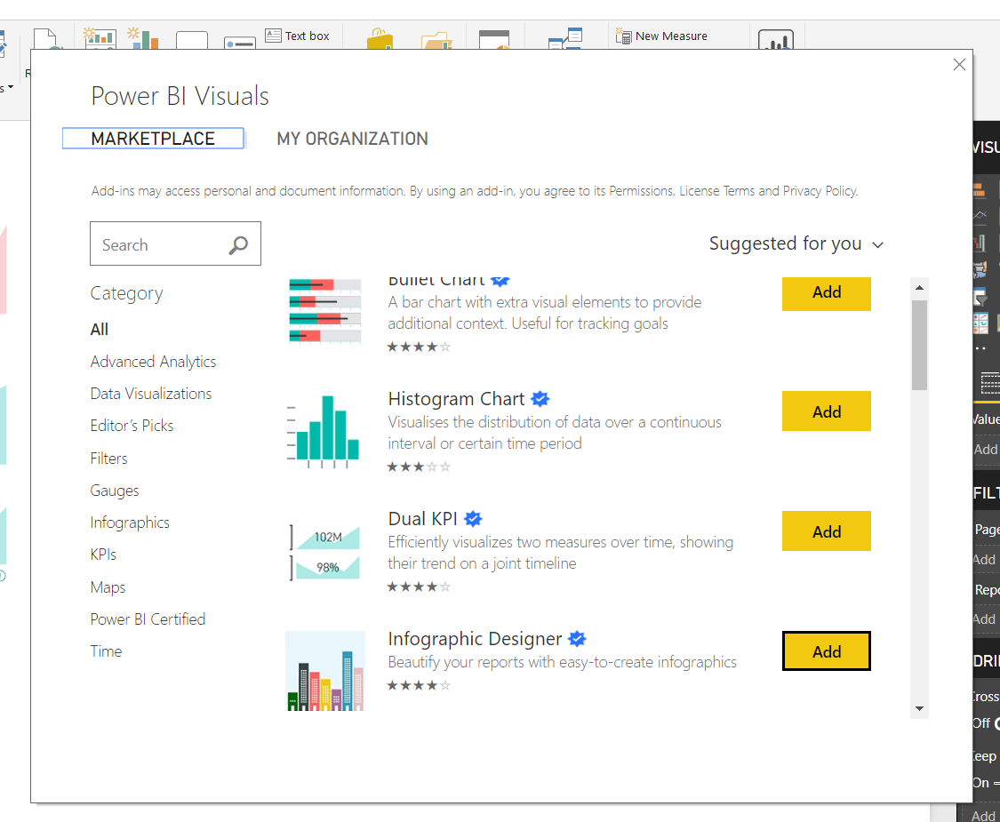 Text box
New Measure
Power BI Visuals
MARKETPLACE
MY ORGANIZATION
VISU
Add-ins may access personal and document information. By using an add-in, you agree to its Permissions, License Terms and Privacy Policy.
Search
Suggested for you
Category
All
Advanced Analytics
Data Visualizations
Editor's Picks
Filters
Gauges
Infographics
KPIs
Maps
Power BI Certified
Time
Bullet Chart
A bar chart with extra visual elements to provide
additional context. Useful for tracking goals
Add
Histogram Chart
Visualises the distribution of data over a continuous
interval or certain time period
Add
102M
98%
Dual KPI
Efficiently visualizes two measures over time, showing
their trend on a joint timeline
Add
Infographic Designer
Beautify your reports with easy-to-create infographics
Add
Value
Add
FILT
Page
Add
Repo
Add
DRI
Cross
Off
Keep
On
Add